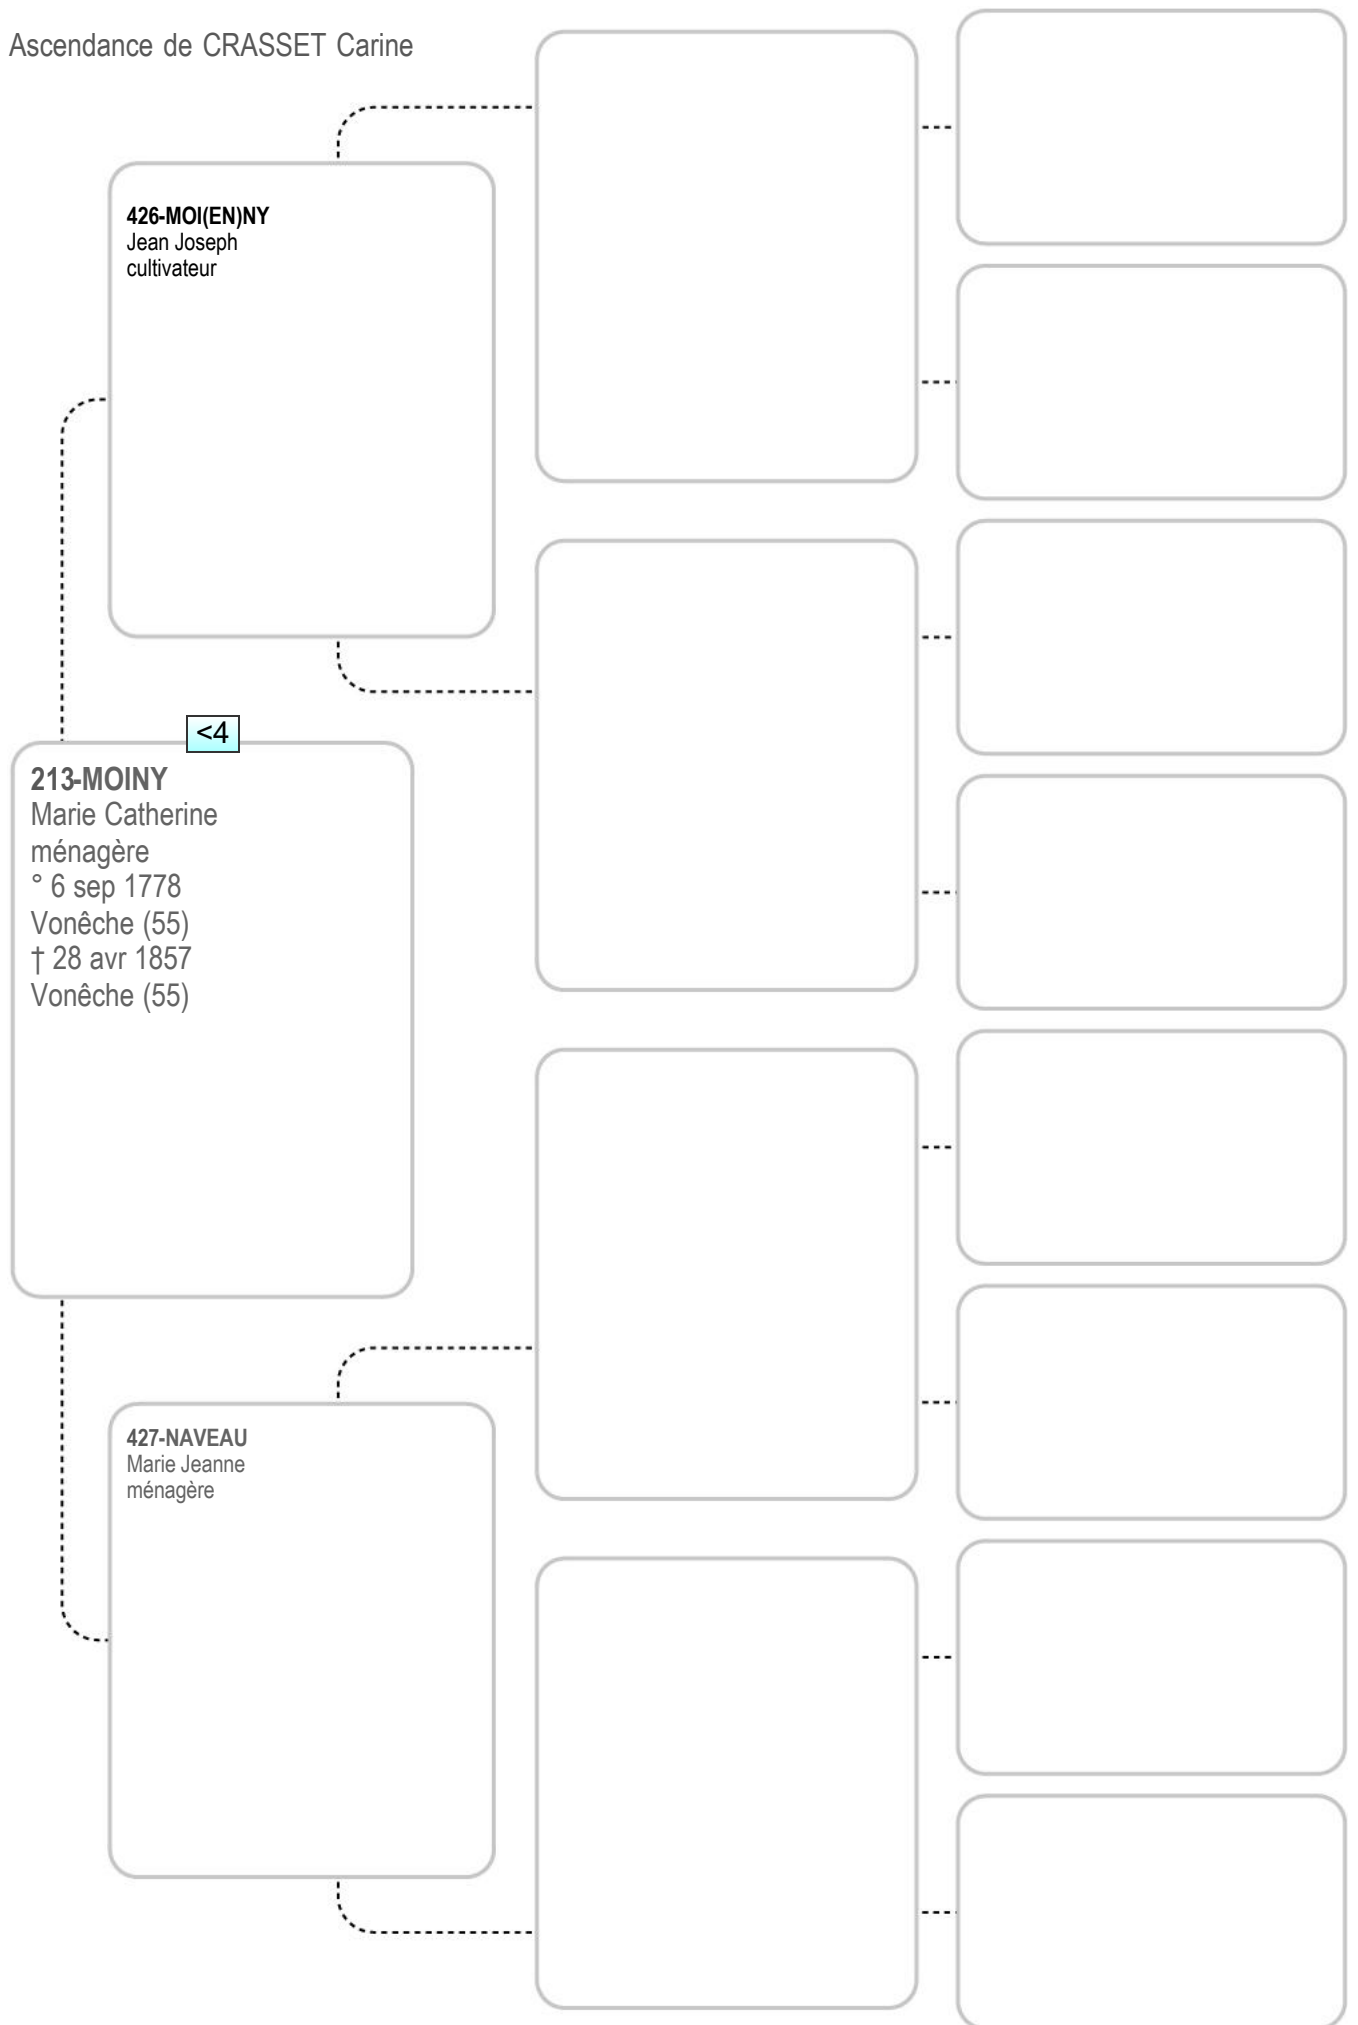 Ascendance de CRASSET Carine
426-MOI(EN)NY
Jean Joseph
cultivateur
<4
213-MOINY
Marie Catherine
ménagère
° 6 sep 1778
Vonêche (55)
† 28 avr 1857
Vonêche (55)
427-NAVEAU
Marie Jeanne
ménagère